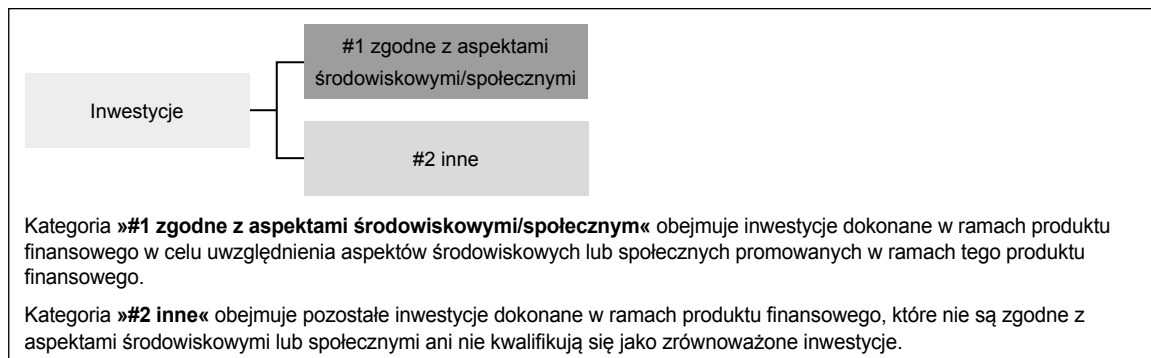 #1 zgodne z aspektami
środowiskowymi/społecznymi
Inwestycje
#2 inne
Kategoria »#1 zgodne z aspektami środowiskowymi/społecznym« obejmuje inwestycje dokonane w ramach produktu
finansowego w celu uwzględnienia aspektów środowiskowych lub społecznych promowanych w ramach tego produktu
finansowego.
Kategoria »#2 inne« obejmuje pozostałe inwestycje dokonane w ramach produktu finansowego, które nie są zgodne z
aspektami środowiskowymi lub społecznymi ani nie kwalifikują się jako zrównoważone inwestycje.